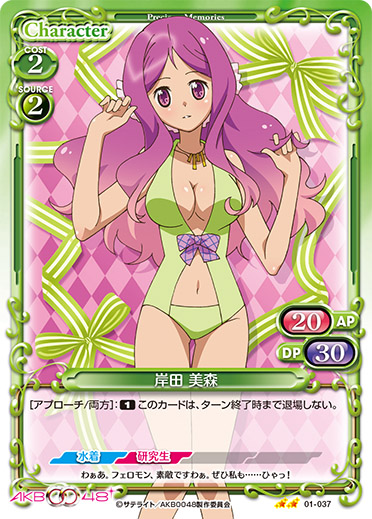 Precious Memories
Character
COST
2
SOURCE
2
20 AP
DP 30
岸田 美森
[アプローチ/両方]:1 このカードは、ターン終了時まで退場しない。
水着 研究生
わぁあ。フェロモン、素敵ですわぁ。ぜひ私も……ひゃっ!
AKB0048
©サテライト/AKB0048製作委員会 01-037